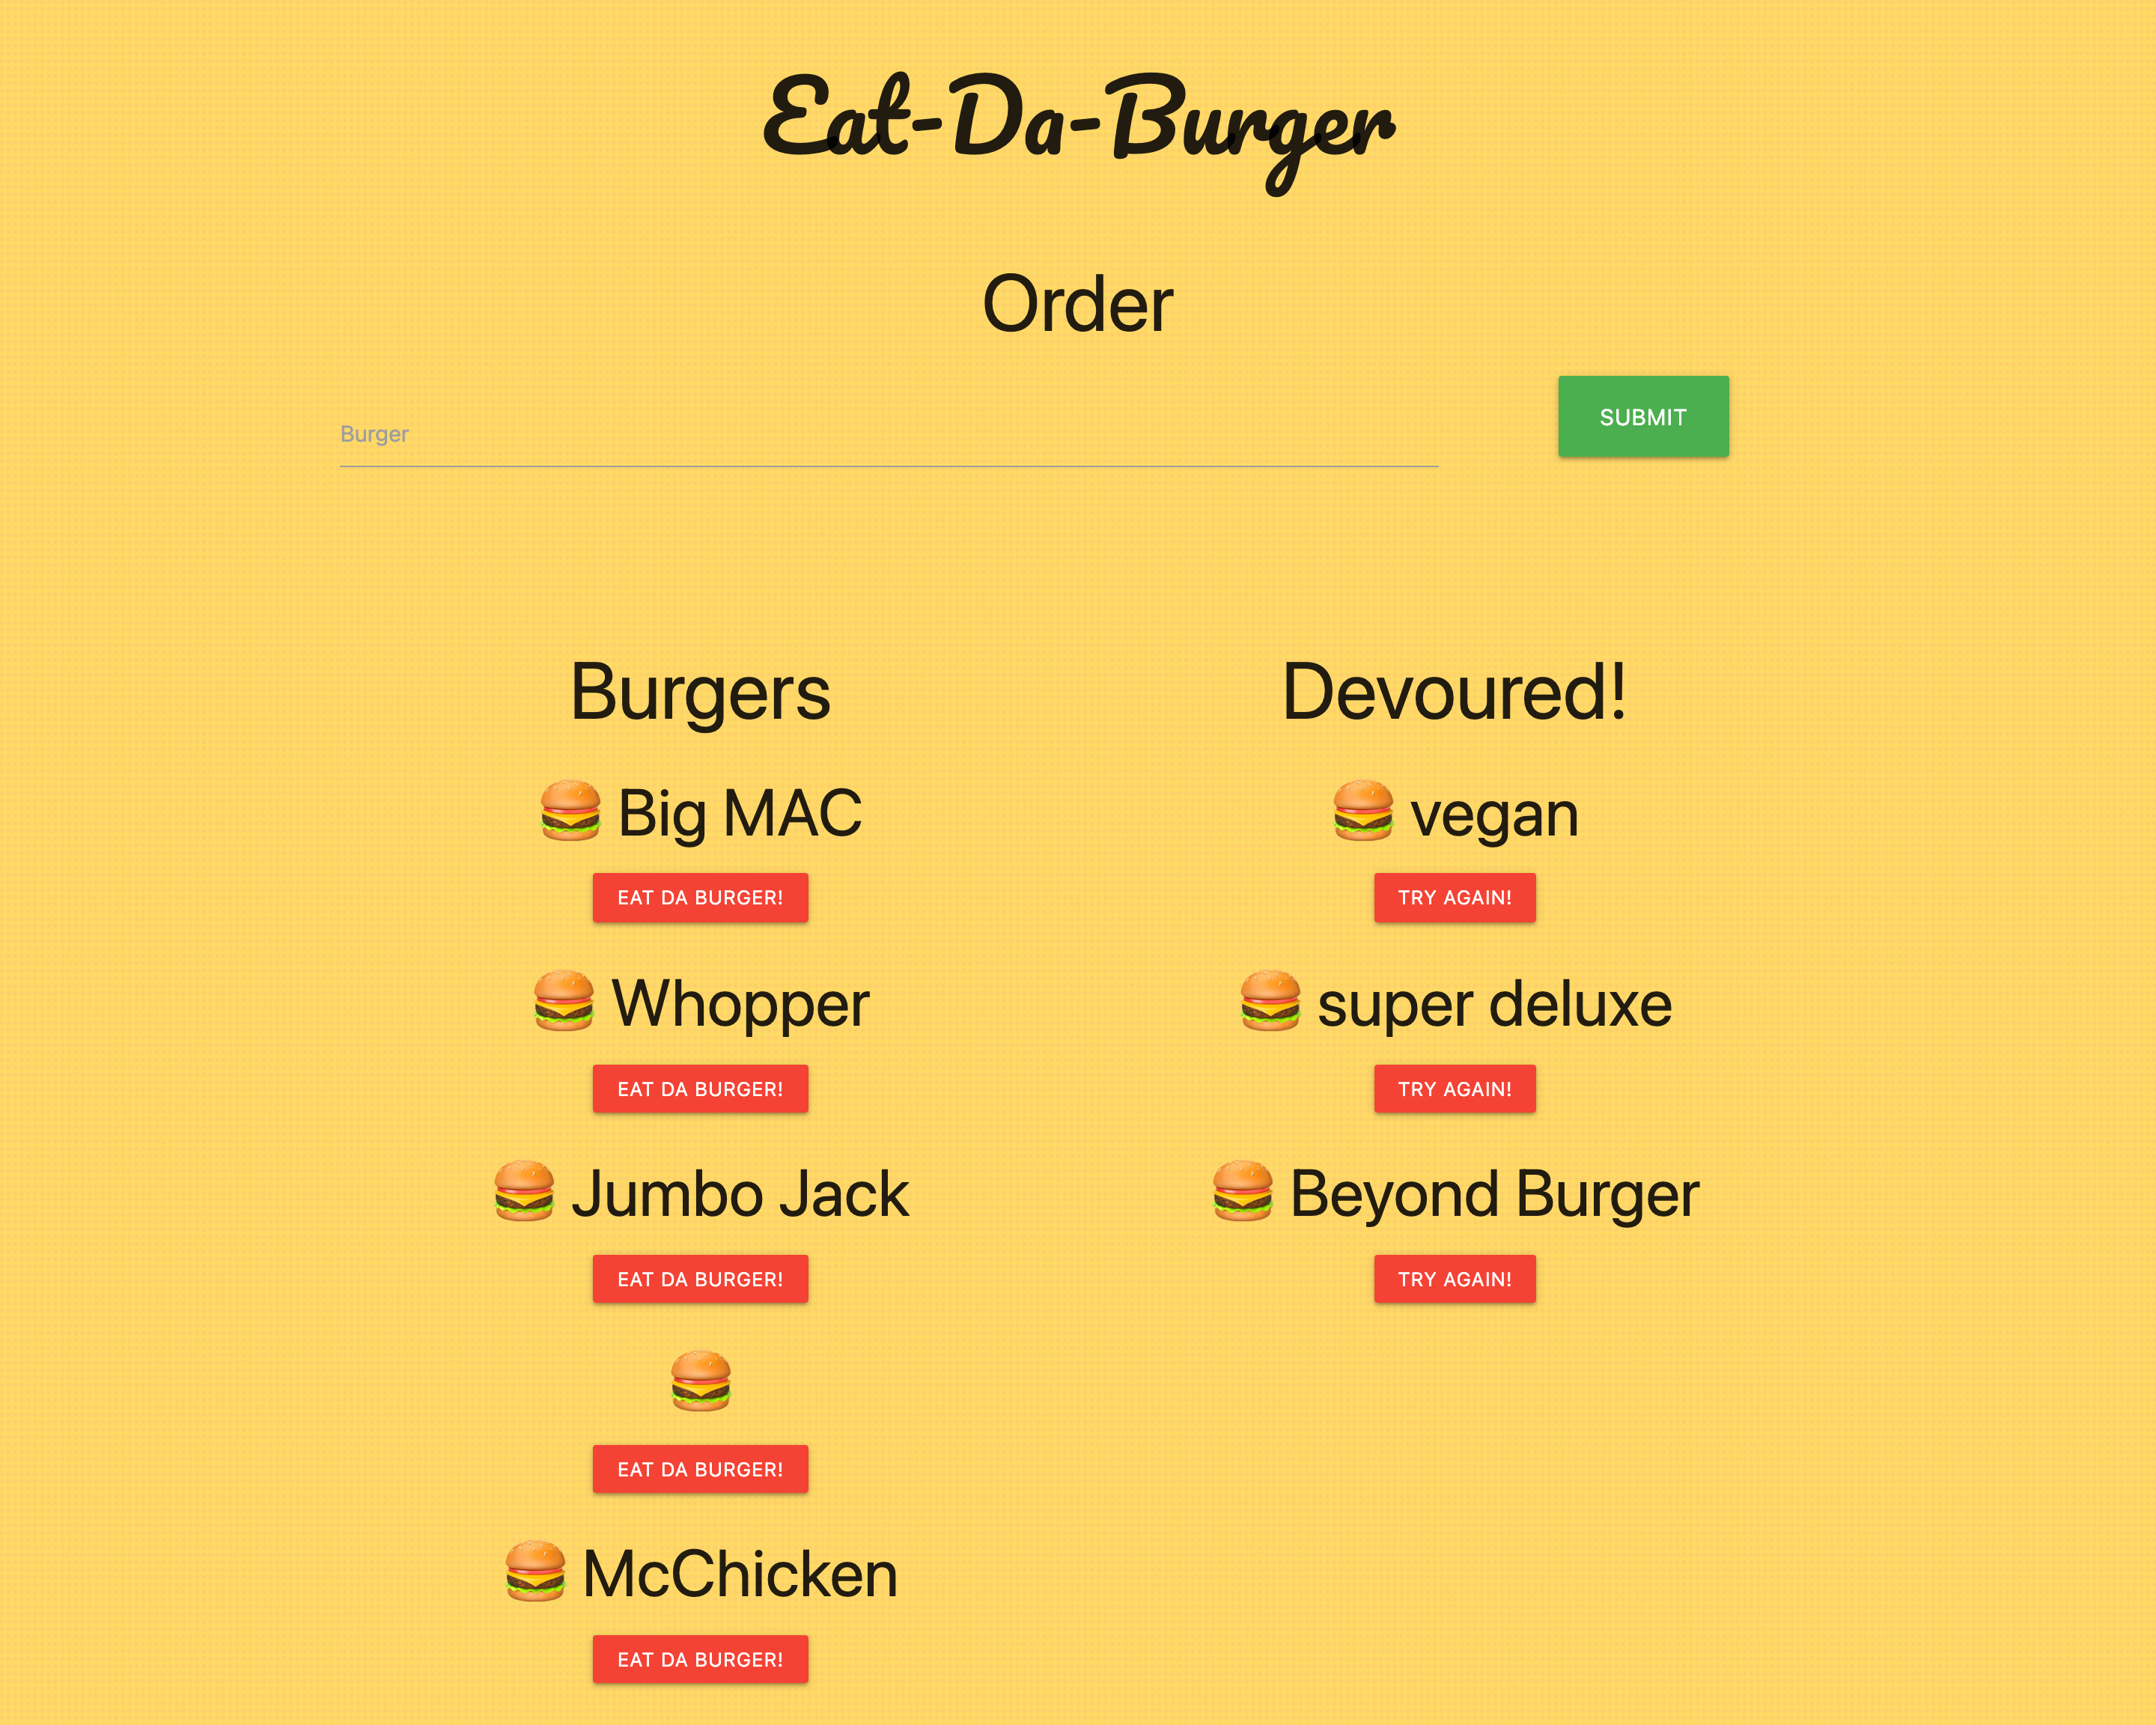 Eat-Da-Burger
Order
Burger
SUBMIT
Burgers
🍔 Big MAC
EAT DA BURGER!
🍔 Whopper
EAT DA BURGER!
🍔 Jumbo Jack
EAT DA BURGER!
🍔
EAT DA BURGER!
🍔 McChicken
EAT DA BURGER!
Devoured!
🍔 vegan
TRY AGAIN!
🍔 super deluxe
TRY AGAIN!
🍔 Beyond Burger
TRY AGAIN!